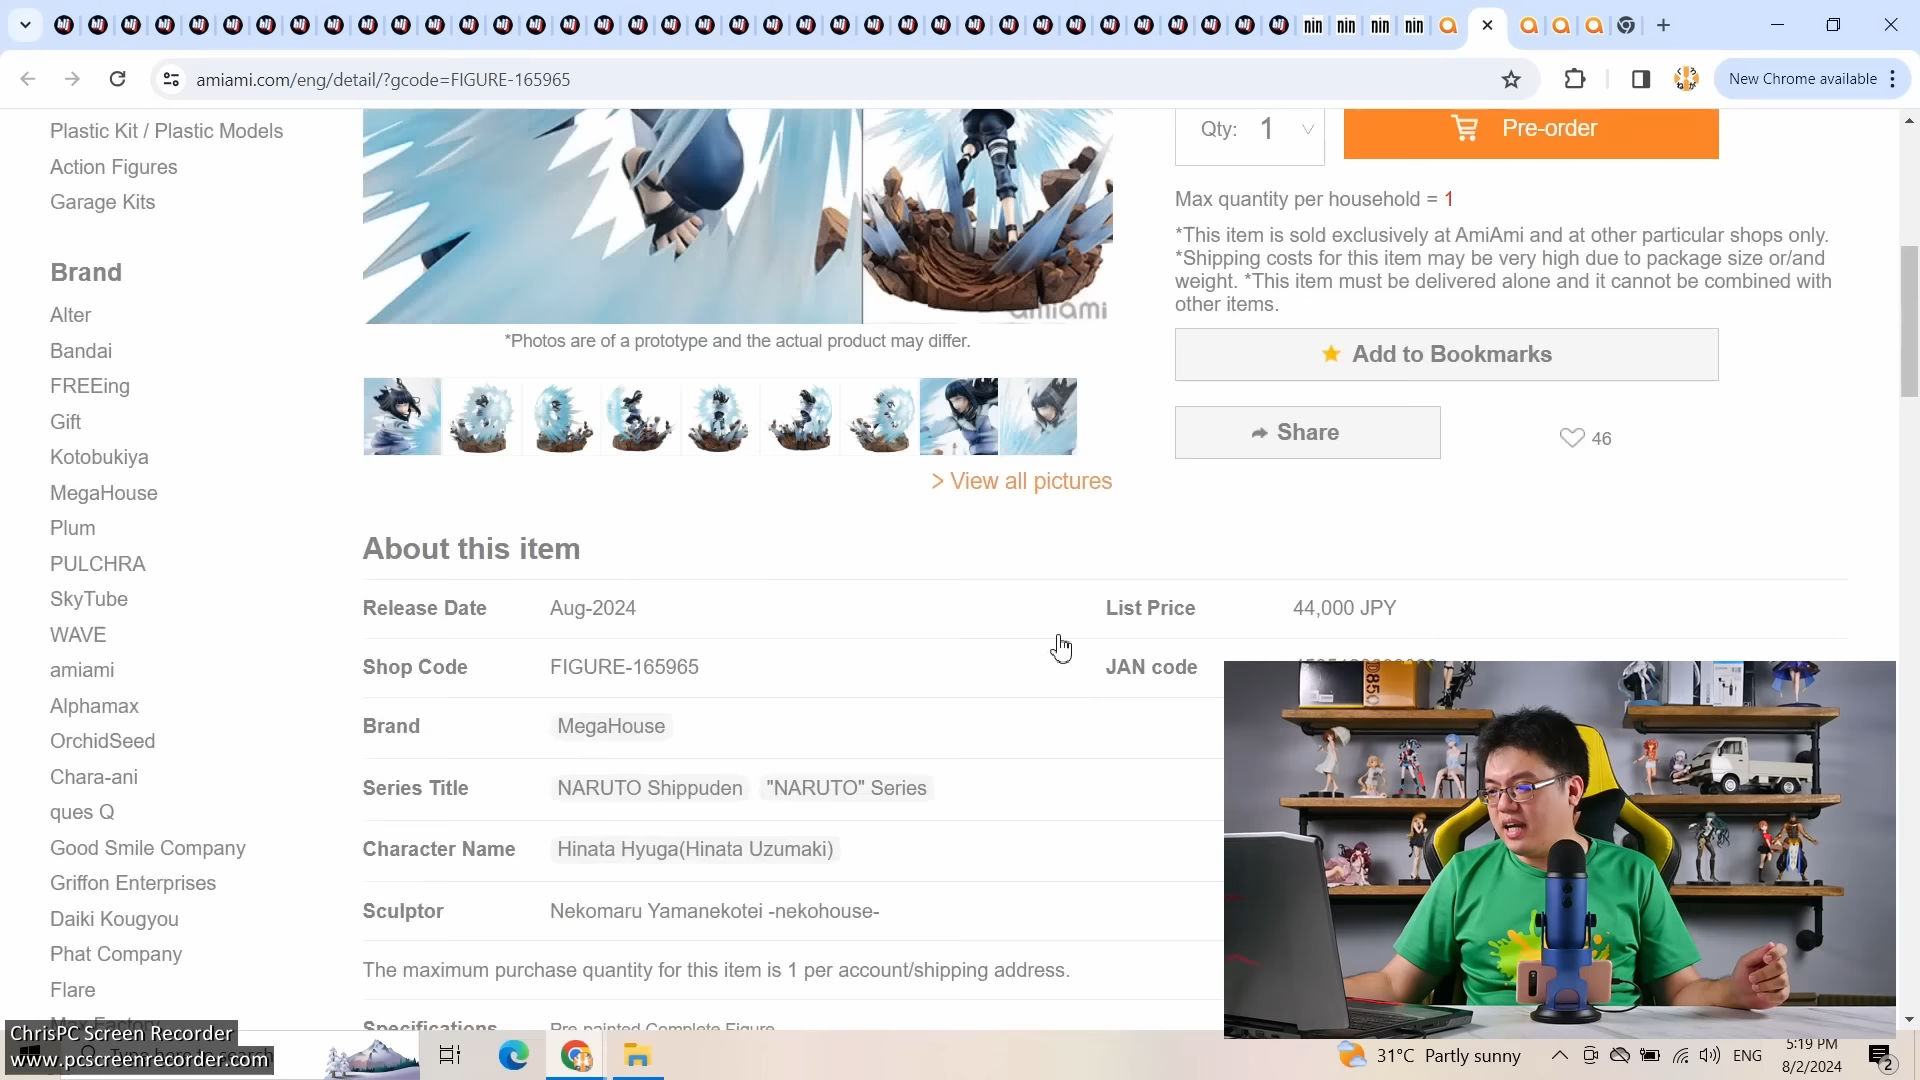 amiami.com/eng/detail/?gcode=FIGURE-165965
New Chrome available
Plastic Kit / Plastic Models
Action Figures
Garage Kits
Brand
Alter
Bandai
FREEing
Gift
Kotobukiya
MegaHouse
Plum
PULCHRA
SkyTube
WAVE
amiami
Alphamax
OrchidSeed
Chara-ani
ques Q
Good Smile Company
Griffon Enterprises
Daiki Kougyou
Phat Company
Flare
amiami
*Photos are of a prototype and the actual product may differ.
> View all pictures
Qty: 1
Pre-order
Max quantity per household = 1
*This item is sold exclusively at AmiAmi and at other particular shops only.
*Shipping costs for this item may be very high due to package size or/and
weight. *This item must be delivered alone and it cannot be combined with
other items.
Add to Bookmarks
Share
46
About this item
Release Date Aug-2024 List Price 44,000 JPY
Shop Code FIGURE-165965 JAN code
Brand MegaHouse
Series Title NARUTO Shippuden "NARUTO" Series
Character Name Hinata Hyuga(Hinata Uzumaki)
Sculptor Nekomaru Yamanekotei -nekohouse-
The maximum purchase quantity for this item is 1 per account/shipping address.
Specifications Pre-painted Complete Figure
ChrisPC Screen Recorder
www.pcscreenrecorder.com
31°C Partly sunny
ENG
5:19 PM
8/2/2024
2